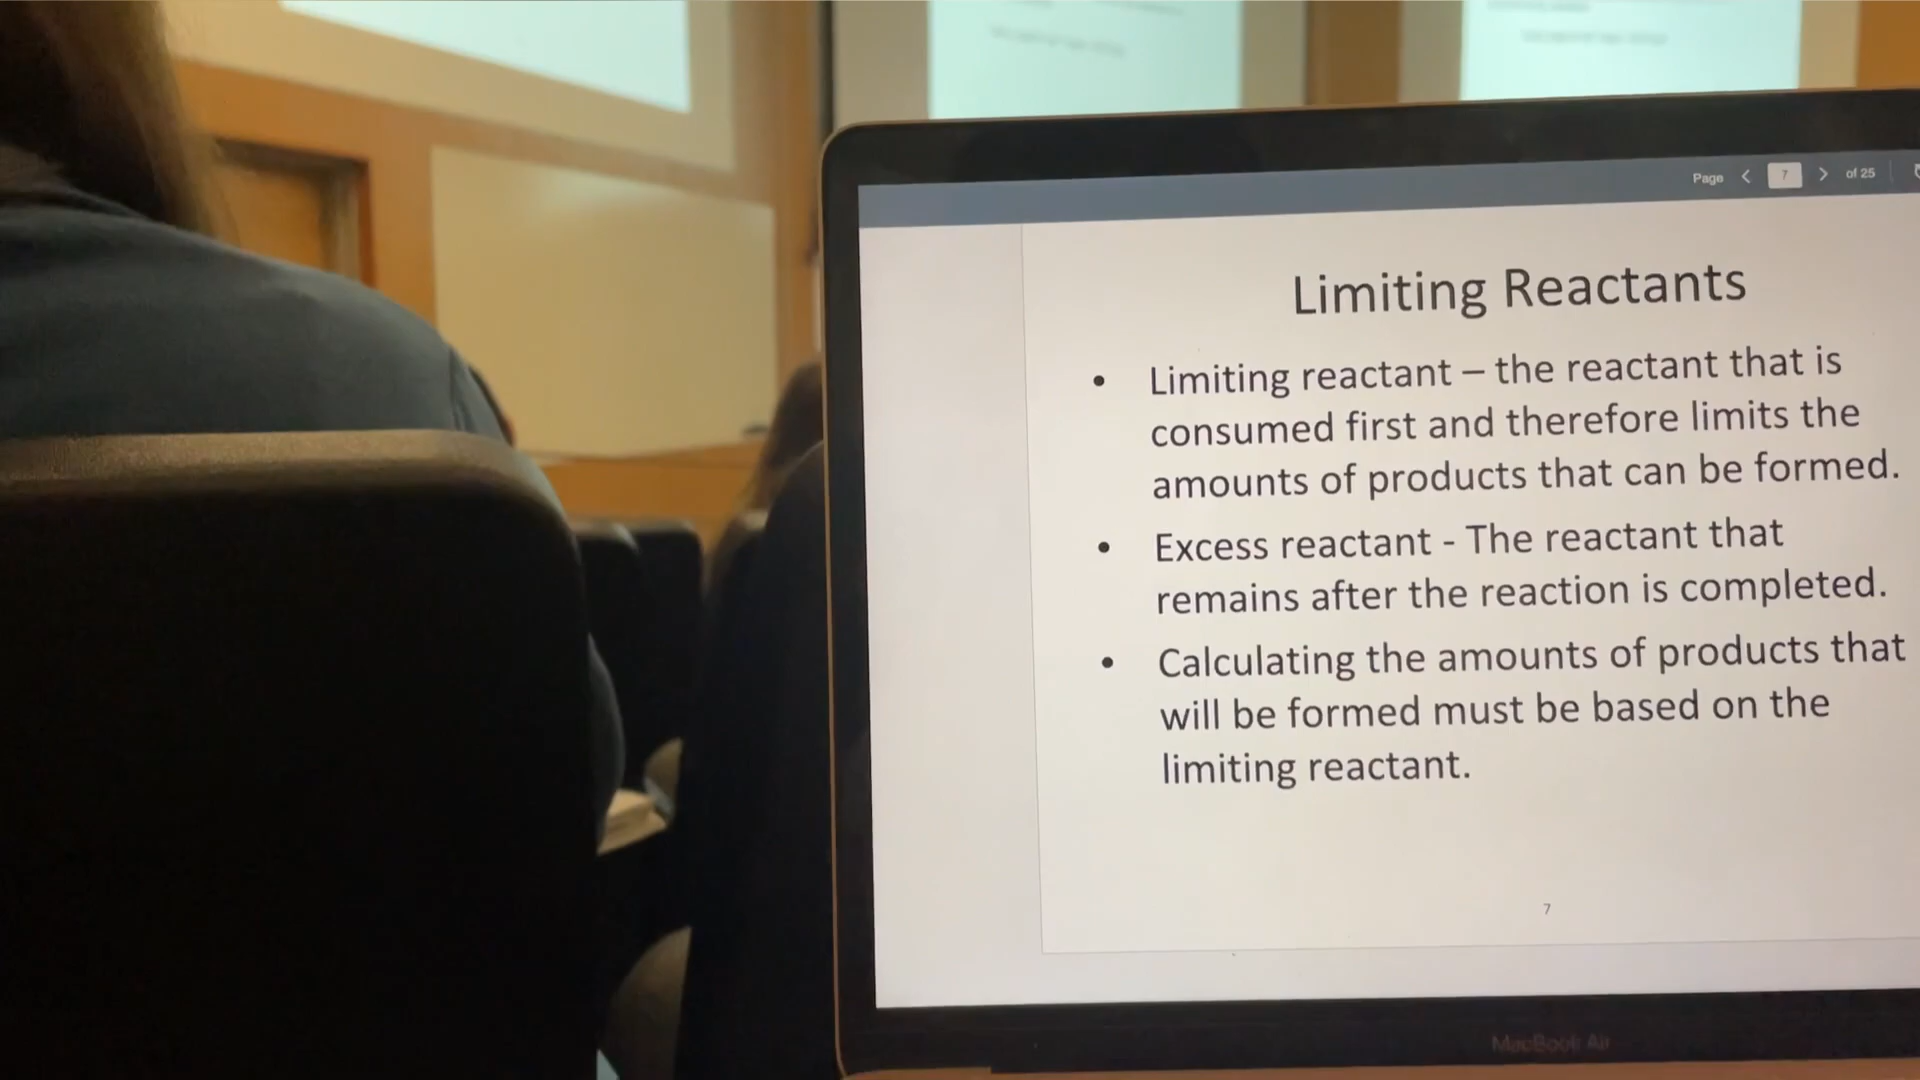 Page 7 of 25
Limiting Reactants
• Limiting reactant – the reactant that is
consumed first and therefore limits the
amounts of products that can be formed.
• Excess reactant - The reactant that
remains after the reaction is completed.
• Calculating the amounts of products that
will be formed must be based on the
limiting reactant.
7
MacBook Air